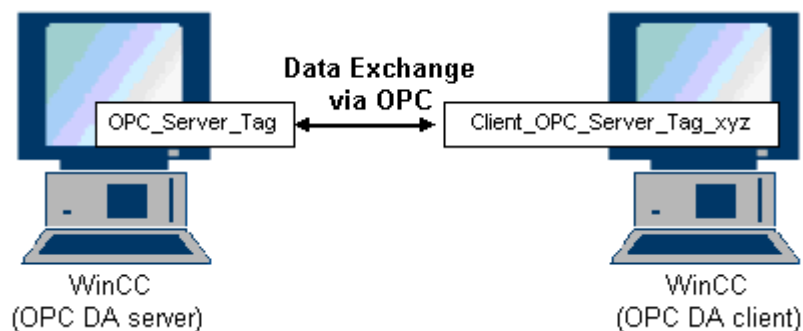 Data Exchange
via OPC
OPC_Server_Tag
Client_OPC_Server_Tag_xyz
WinCC
(OPC DA server)
WinCC
(OPC DA client)